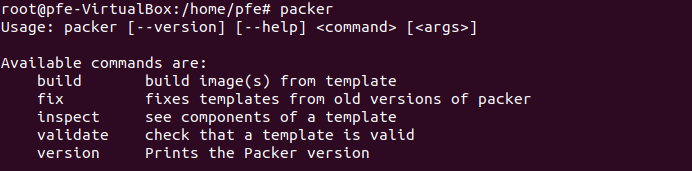 root@pfe-VirtualBox:/home/pfe# packer
Usage: packer [--version] [--help] <command> [<args>]

Available commands are:
    build       build image(s) from template
    fix         fixes templates from old versions of packer
    inspect     see components of a template
    validate    check that a template is valid
    version     Prints the Packer version